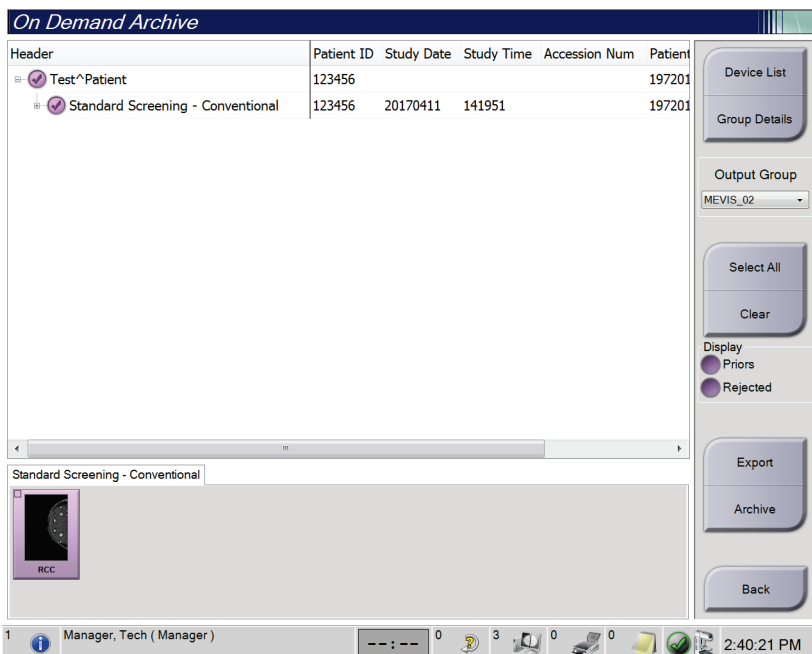 On Demand Archive
Header Patient ID Study Date Study Time Accession Num Patient
Test^Patient 123456 197201
Standard Screening - Conventional 123456 20170411 141951 197201
Device List
Group Details
Output Group
MEVIS_02
Select All
Clear
Display
Priors
Rejected
Export
Archive
Back
Standard Screening - Conventional
RCC
1 Manager, Tech ( Manager ) --:-- 0 3 0 0 2:40:21 PM